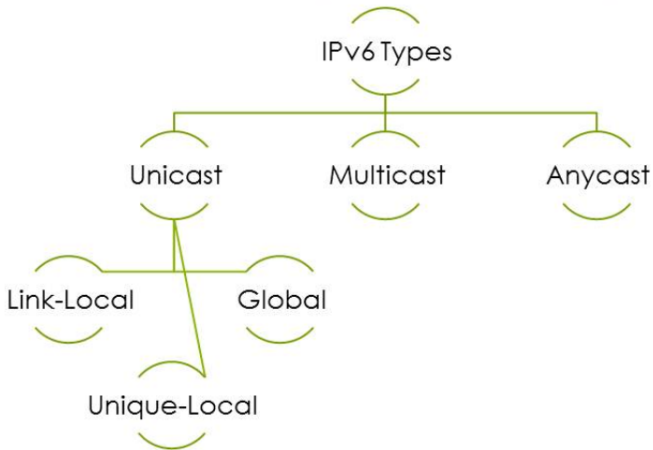 IPv6 Types
Unicast
Multicast
Anycast
Link-Local
Global
Unique-Local